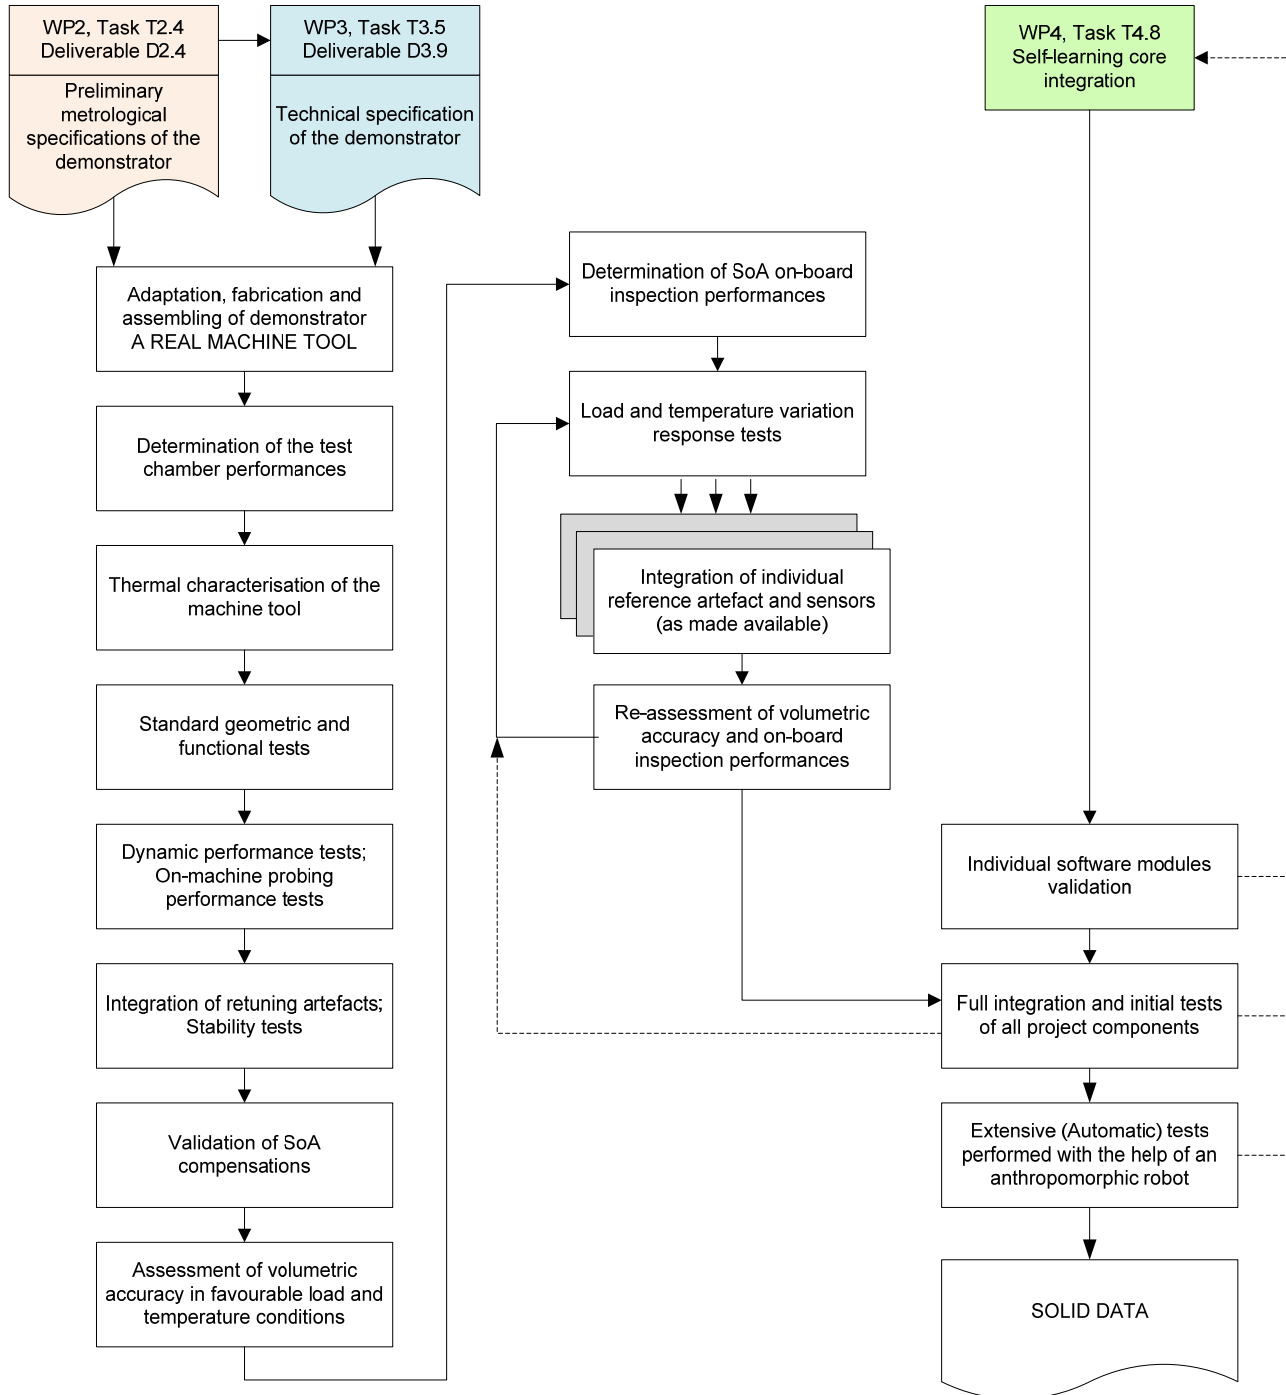 WP2, Task T2.4
Deliverable D2.4
Preliminary
metrological
specifications of the
demonstrator
WP3, Task T3.5
Deliverable D3.9
Technical specification
of the demonstrator
WP4, Task T4.8
Self-learning core
integration
Adaptation, fabrication and
assembling of demonstrator
A REAL MACHINE TOOL
Determination of the test
chamber performances
Thermal characterisation of the
machine tool
Standard geometric and
functional tests
Dynamic performance tests;
On-machine probing
performance tests
Integration of retuning artefacts;
Stability tests
Validation of SoA
compensations
Assessment of volumetric
accuracy in favourable load and
temperature conditions
Determination of SoA on-board
inspection performances
Load and temperature variation
response tests
Integration of individual
reference artefact and sensors
(as made available)
Re-assessment of volumetric
accuracy and on-board
inspection performances
Individual software modules
validation
Full integration and initial tests
of all project components
Extensive (Automatic) tests
performed with the help of an
anthropomorphic robot
SOLID DATA